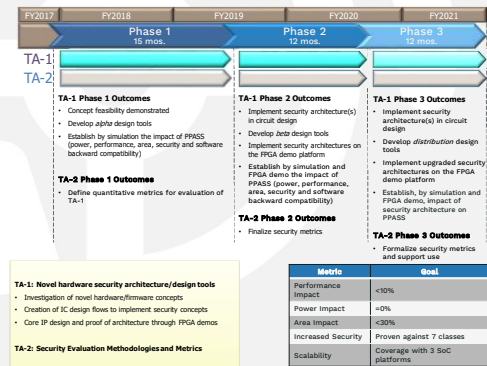 FY2017 FY2018 FY2019 FY2020 FY2021
Phase 1
15 mos.
Phase 2
12 mos.
Phase 3
12 mos.
TA-1
TA-2
TA-1 Phase 1 Outcomes
• Concept feasibility demonstrated
• Develop alpha design tools
• Establish by simulation the impact of PPASS
(power, performance, area, security and software
backward compatibility)
TA-2 Phase 1 Outcomes
• Define quantitative metrics for evaluation of
TA-1
TA-1 Phase 2 Outcomes
• Implement security architecture(s)
in circuit design
• Develop beta design tools
• Implement security architectures on
the FPGA demo platform
• Establish by simulation and
FPGA demo the impact of
PPASS (power, performance,
area, security and software
backward compatibility)
TA-2 Phase 2 Outcomes
• Finalize security metrics
TA-1 Phase 3 Outcomes
• Implement security
architecture(s) in circuit
design
• Develop distribution design
tools
• Implement upgraded security
architectures on the FPGA
demo platform
• Establish, by simulation and
FPGA demo, impact of
security architecture on
PPASS
TA-2 Phase 3 Outcomes
• Formalize security metrics
and support use
TA-1: Novel hardware security architecture/design tools
• Investigation of novel hardware/firmware concepts
• Creation of IC design flows to implement security concepts
• Core IP design and proof of architecture through FPGA demos
TA-2: Security Evaluation Methodologies and Metrics
Metric Goal
Performance
Impact <10%
Power Impact =0%
Area Impact <30%
Increased Security Proven against 7 classes
Scalability Coverage with 3 SoC
platforms